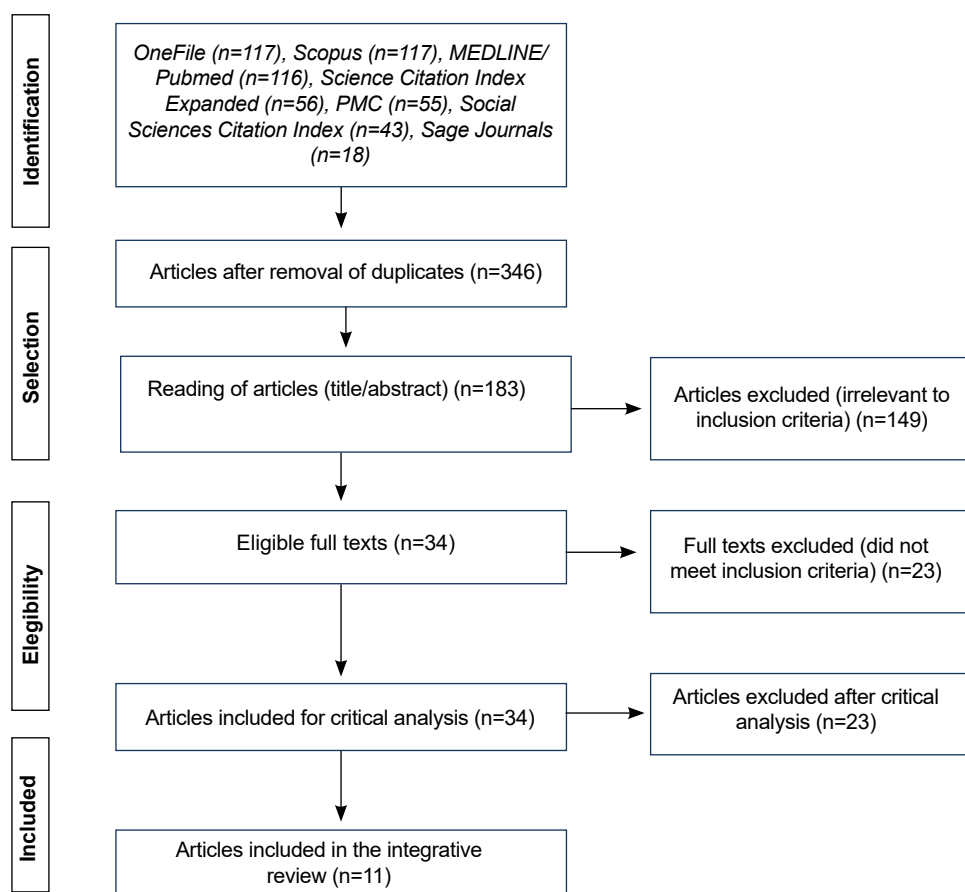 Identification
OneFile (n=117), Scopus (n=117), MEDLINE/
Pubmed (n=116), Science Citation Index
Expanded (n=56), PMC (n=55), Social
Sciences Citation Index (n=43), Sage Journals
(n=18)
Selection
Articles after removal of duplicates (n=346)
Reading of articles (title/abstract) (n=183)
Articles excluded (irrelevant to
inclusion criteria) (n=149)
Elegibility
Eligible full texts (n=34)
Full texts excluded (did not
meet inclusion criteria) (n=23)
Articles included for critical analysis (n=34)
Articles excluded after critical
analysis (n=23)
Included
Articles included in the integrative
review (n=11)